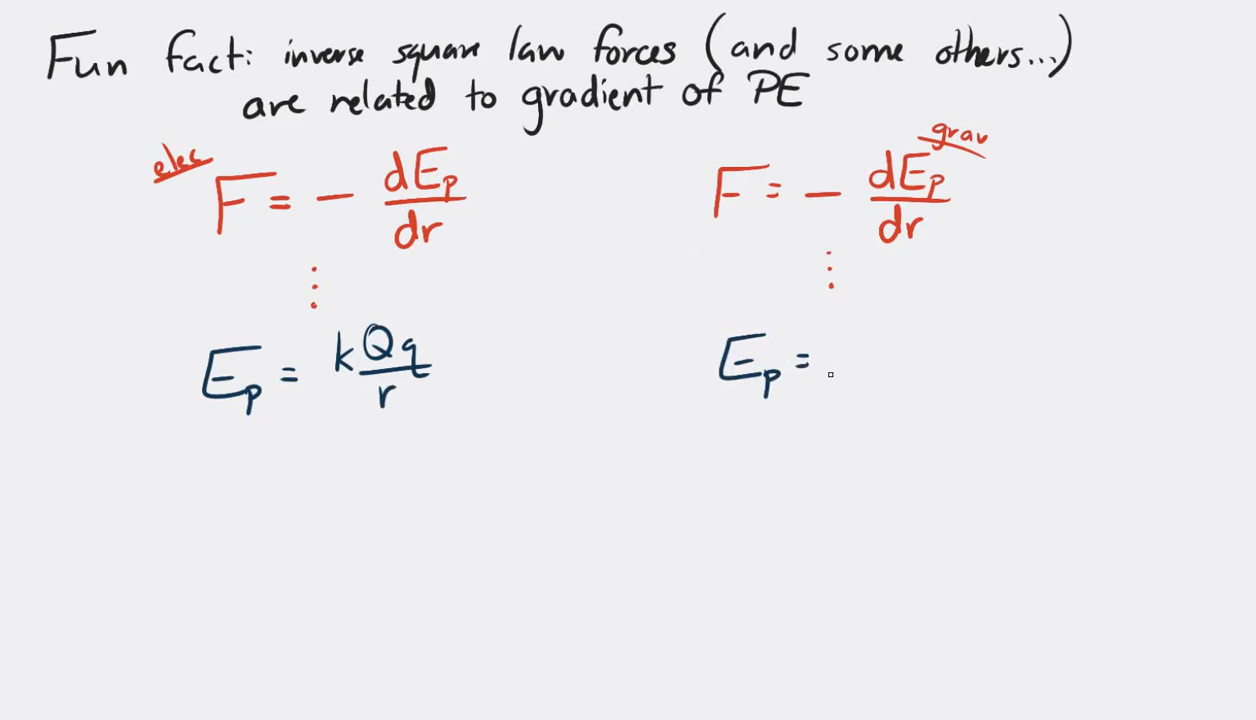 Fun fact: inverse square law forces (and some others...)
are related to gradient of PE
elec
F = - dEp/dr
grav
F = - dEp/dr
Ep = kQq/r
Ep =